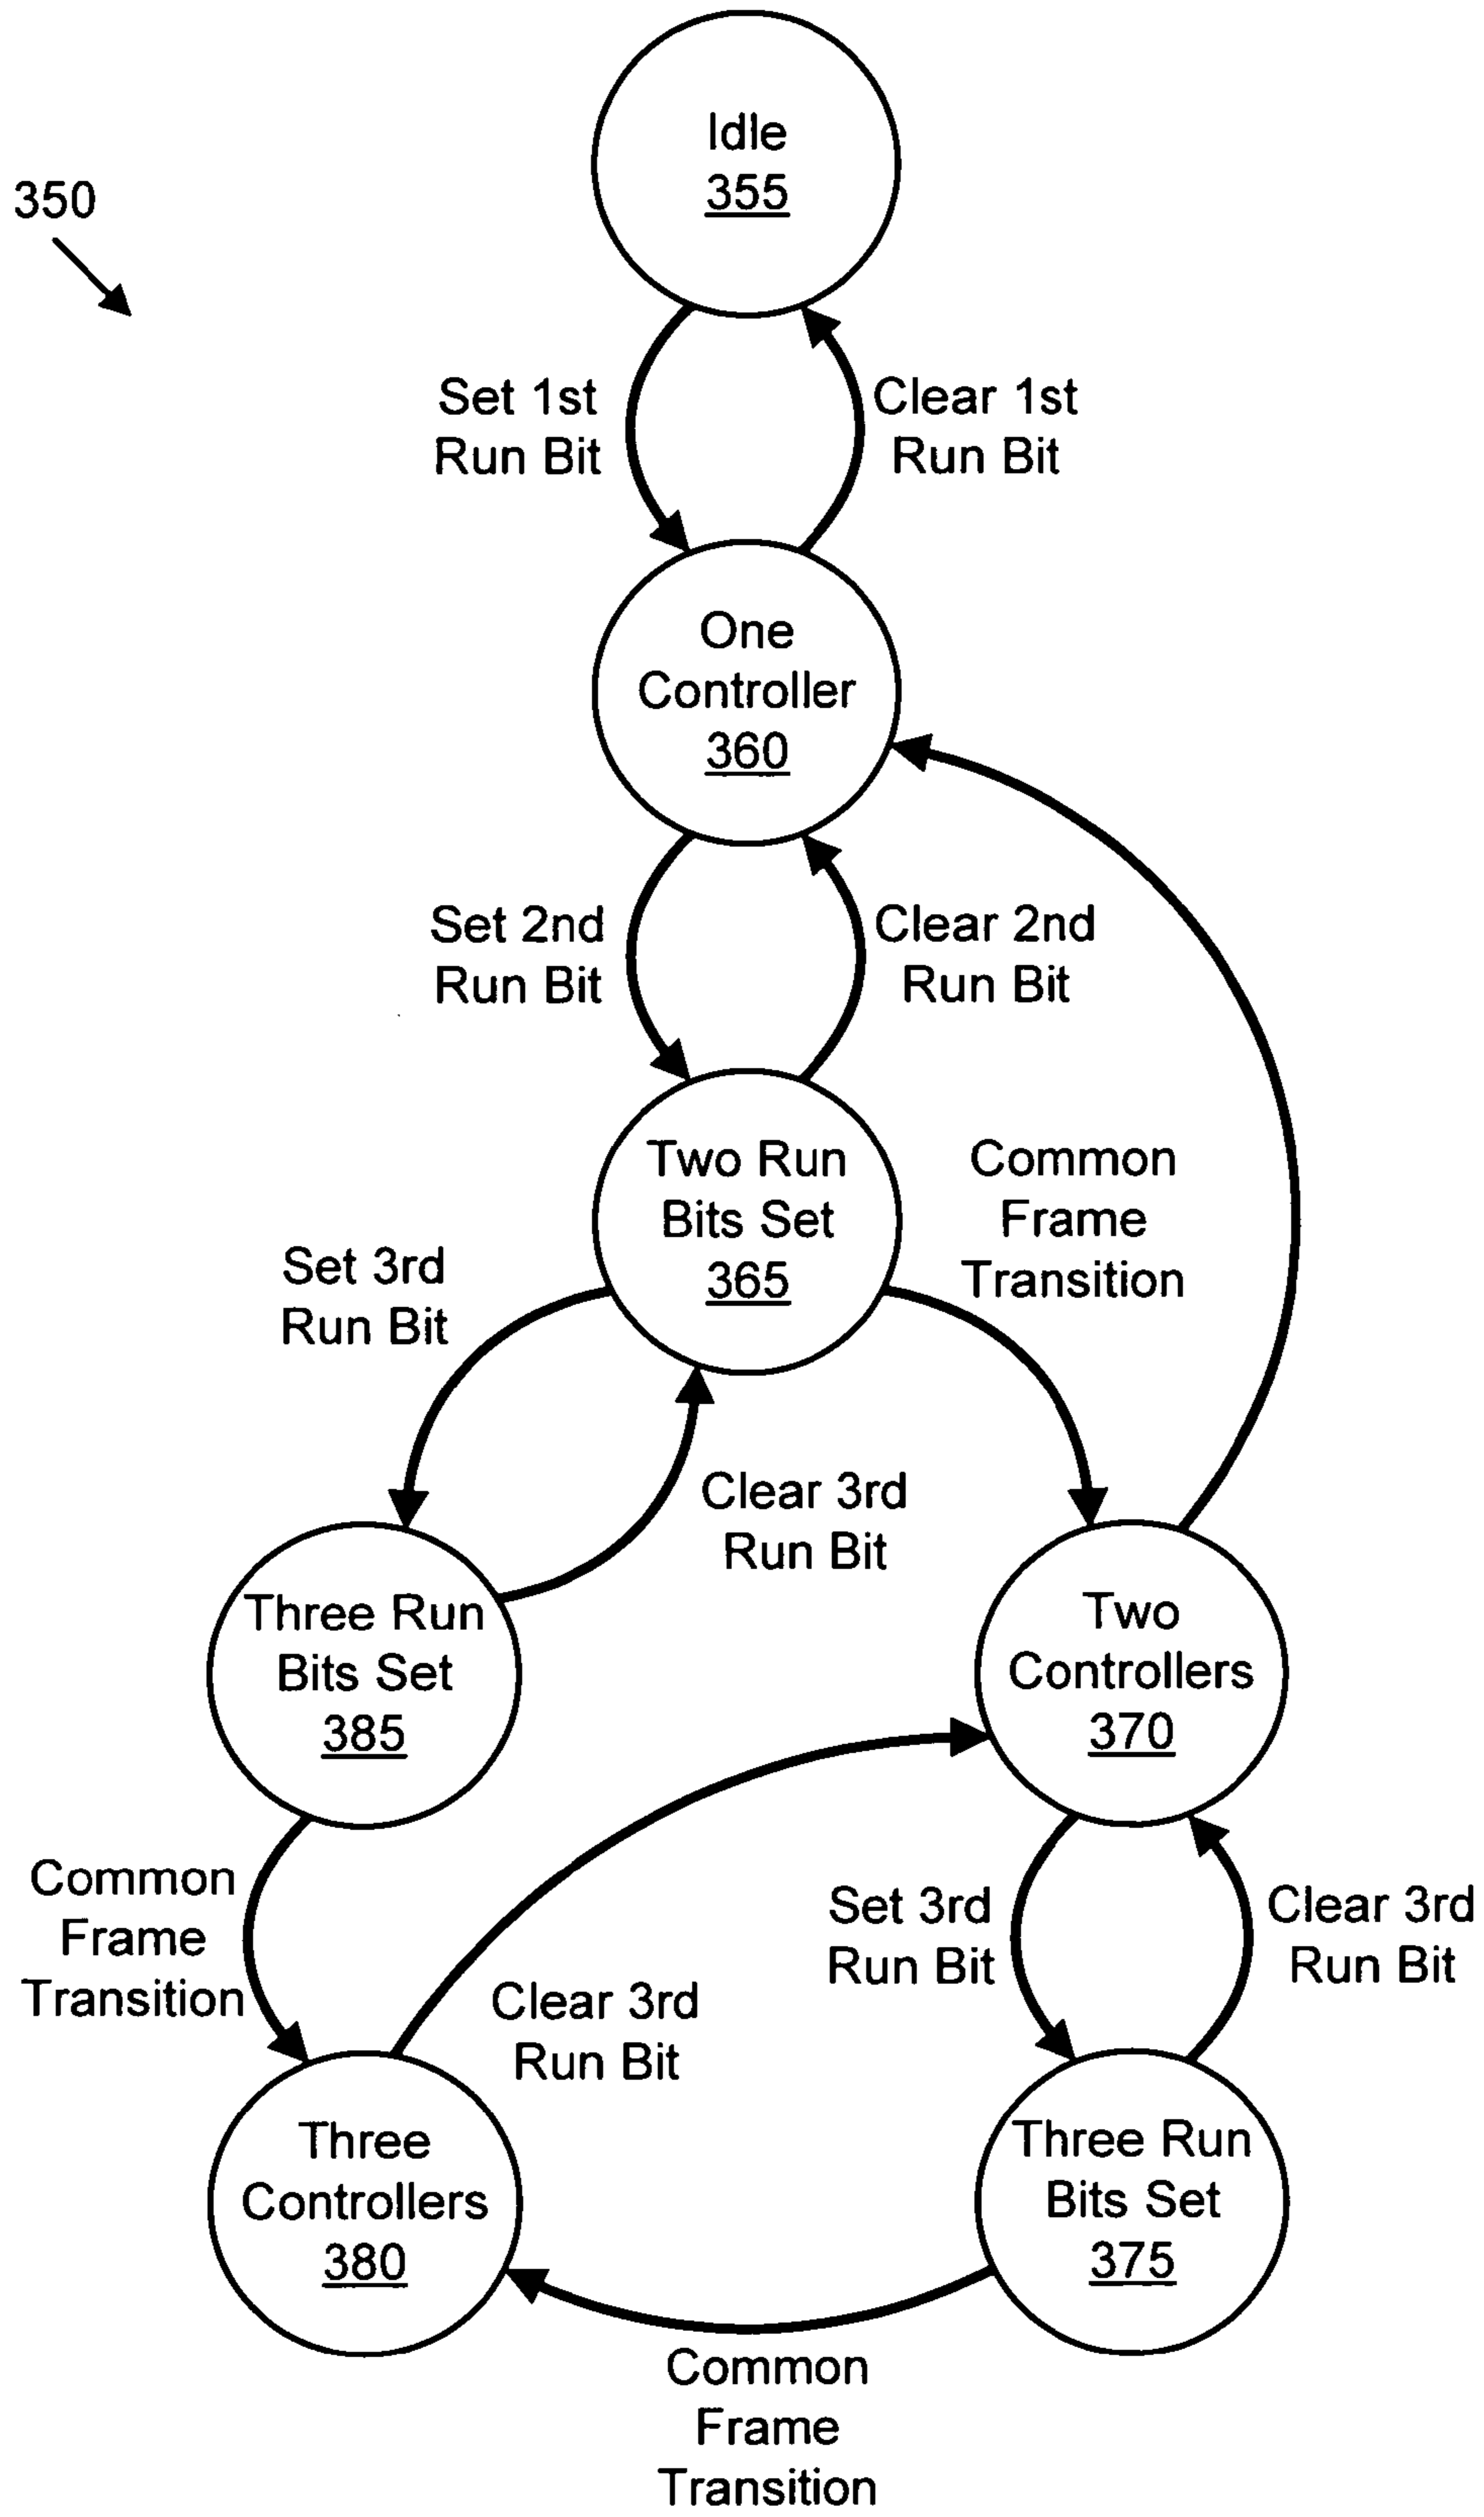 350
Idle
355
Set 1st
Run Bit
Clear 1st
Run Bit
One
Controller
360
Set 2nd
Run Bit
Clear 2nd
Run Bit
Two Run
Bits Set
365
Common
Frame
Transition
Set 3rd
Run Bit
Clear 3rd
Run Bit
Three Run
Bits Set
385
Two
Controllers
370
Common
Frame
Transition
Set 3rd
Run Bit
Clear 3rd
Run Bit
Clear 3rd
Run Bit
Three
Controllers
380
Three Run
Bits Set
375
Common
Frame
Transition